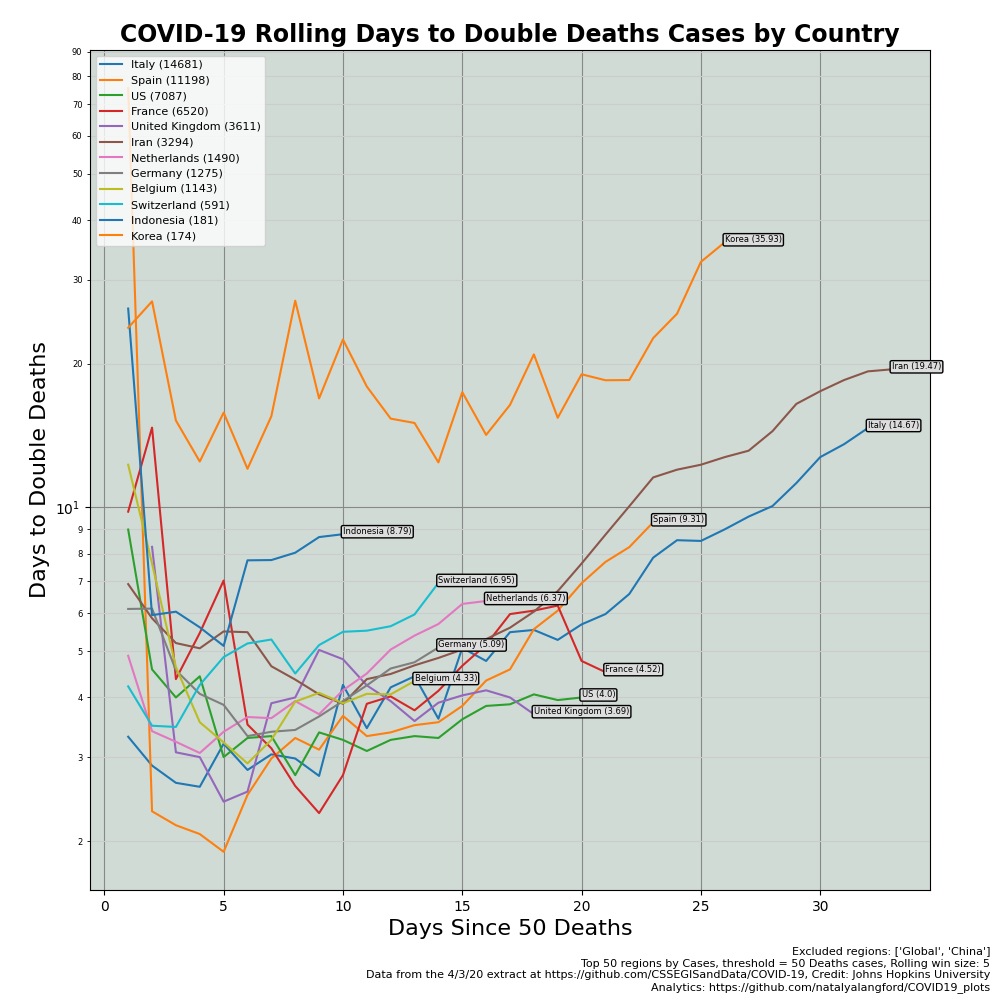 COVID-19 Rolling Days to Double Deaths Cases by Country
90
80
70
60
50
40
30
20
10^1
9
8
7
6
5
4
3
2
Days to Double Deaths
Italy (14681)
Spain (11198)
US (7087)
France (6520)
United Kingdom (3611)
Iran (3294)
Netherlands (1490)
Germany (1275)
Belgium (1143)
Switzerland (591)
Indonesia (181)
Korea (174)
Korea (35.93)
Iran (19.47)
Italy (14.67)
Spain (9.31)
Indonesia (8.79)
Switzerland (6.95)
Netherlands (6.37)
Germany (5.09)
France (4.52)
Belgium (4.33)
US (4.0)
United Kingdom (3.69)
0 5 10 15 20 25 30
Days Since 50 Deaths
Excluded regions: ['Global', 'China']
Top 50 regions by Cases, threshold = 50 Deaths cases, Rolling win size: 5
Data from the 4/3/20 extract at https://github.com/CSSEGISandData/COVID-19, Credit: Johns Hopkins University
Analytics: https://github.com/natalyalangford/COVID19_plots